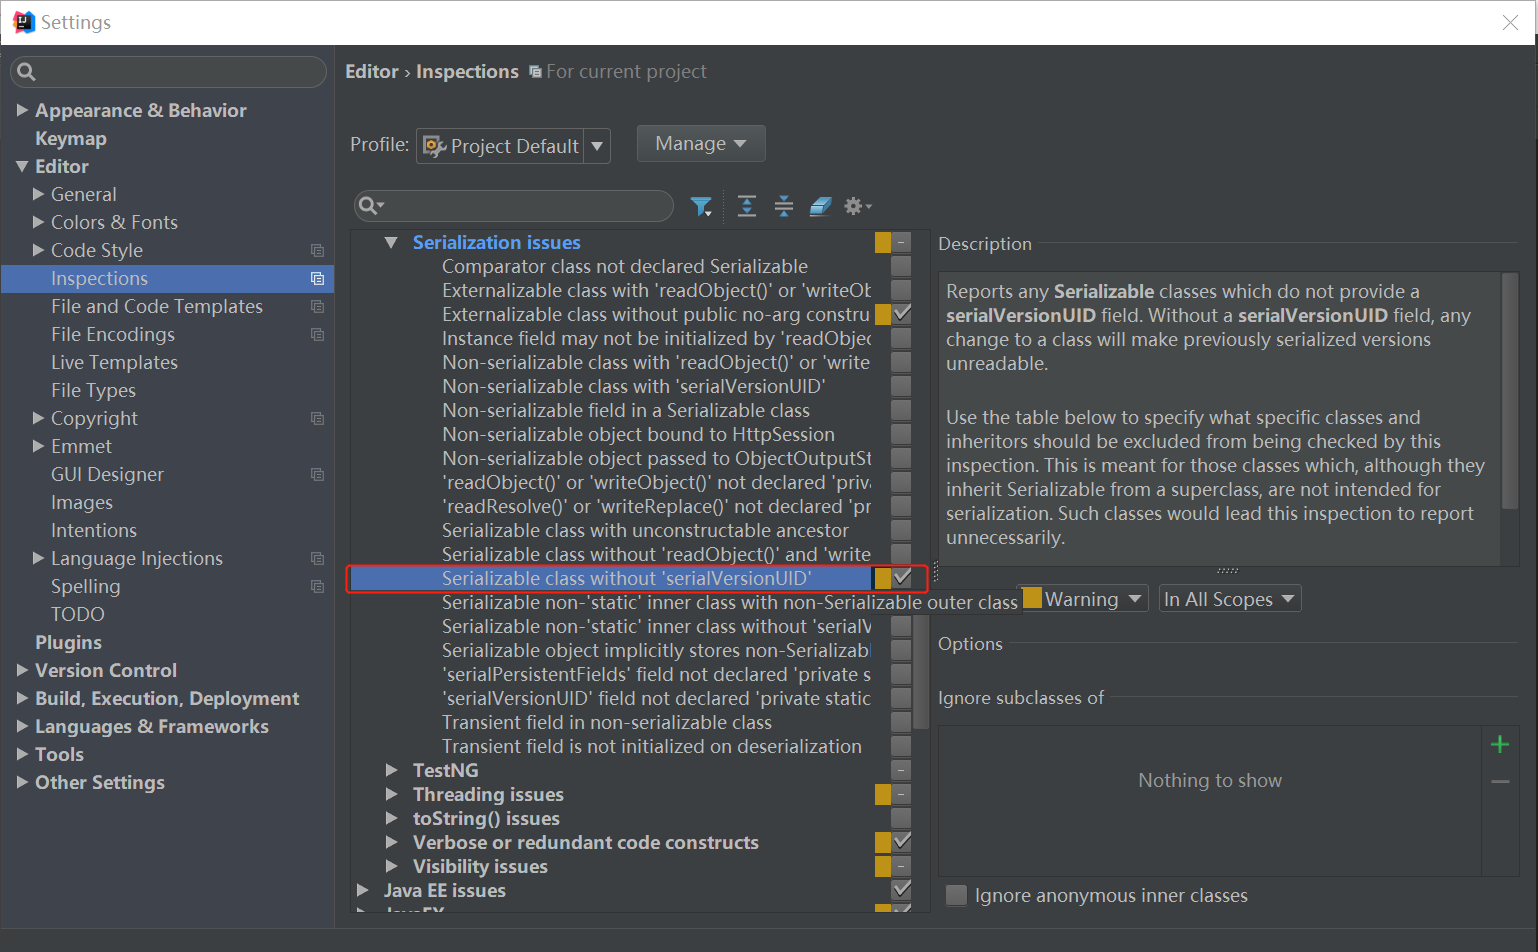 Settings
Appearance & Behavior
Keymap
Editor
General
Colors & Fonts
Code Style
Inspections
File and Code Templates
File Encodings
Live Templates
File Types
Copyright
Emmet
GUI Designer
Images
Intentions
Language Injections
Spelling
TODO
Plugins
Version Control
Build, Execution, Deployment
Languages & Frameworks
Tools
Other Settings
Editor › Inspections For current project
Profile: Project Default Manage
Serialization issues
Comparator class not declared Serializable
Externalizable class with 'readObject()' or 'writeOb
Externalizable class without public no-arg constru
Instance field may not be initialized by 'readObjec
Non-serializable class with 'readObject()' or 'write
Non-serializable class with 'serialVersionUID'
Non-serializable field in a Serializable class
Non-serializable object bound to HttpSession
Non-serializable object passed to ObjectOutputSt
'readObject()' or 'writeObject()' not declared 'priva
'readResolve()' or 'writeReplace()' not declared 'pr
Serializable class with unconstructable ancestor
Serializable class without 'readObject()' and 'write
Serializable class without 'serialVersionUID'
Serializable non-'static' inner class with non-Serializable outer class
Serializable non-'static' inner class without 'serialV
Serializable object implicitly stores non-Serializabl
'serialPersistentFields' field not declared 'private s
'serialVersionUID' field not declared 'private static
Transient field in non-serializable class
Transient field is not initialized on deserialization
TestNG
Threading issues
toString() issues
Verbose or redundant code constructs
Visibility issues
Java EE issues
JavaFX
Description
Reports any Serializable classes which do not provide a
serialVersionUID field. Without a serialVersionUID field, any
change to a class will make previously serialized versions
unreadable.
Use the table below to specify what specific classes and
inheritors should be excluded from being checked by this
inspection. This is meant for those classes which, although they
inherit Serializable from a superclass, are not intended for
serialization. Such classes would lead this inspection to report
unnecessarily.
Warning In All Scopes
Options
Ignore subclasses of
Nothing to show
Ignore anonymous inner classes